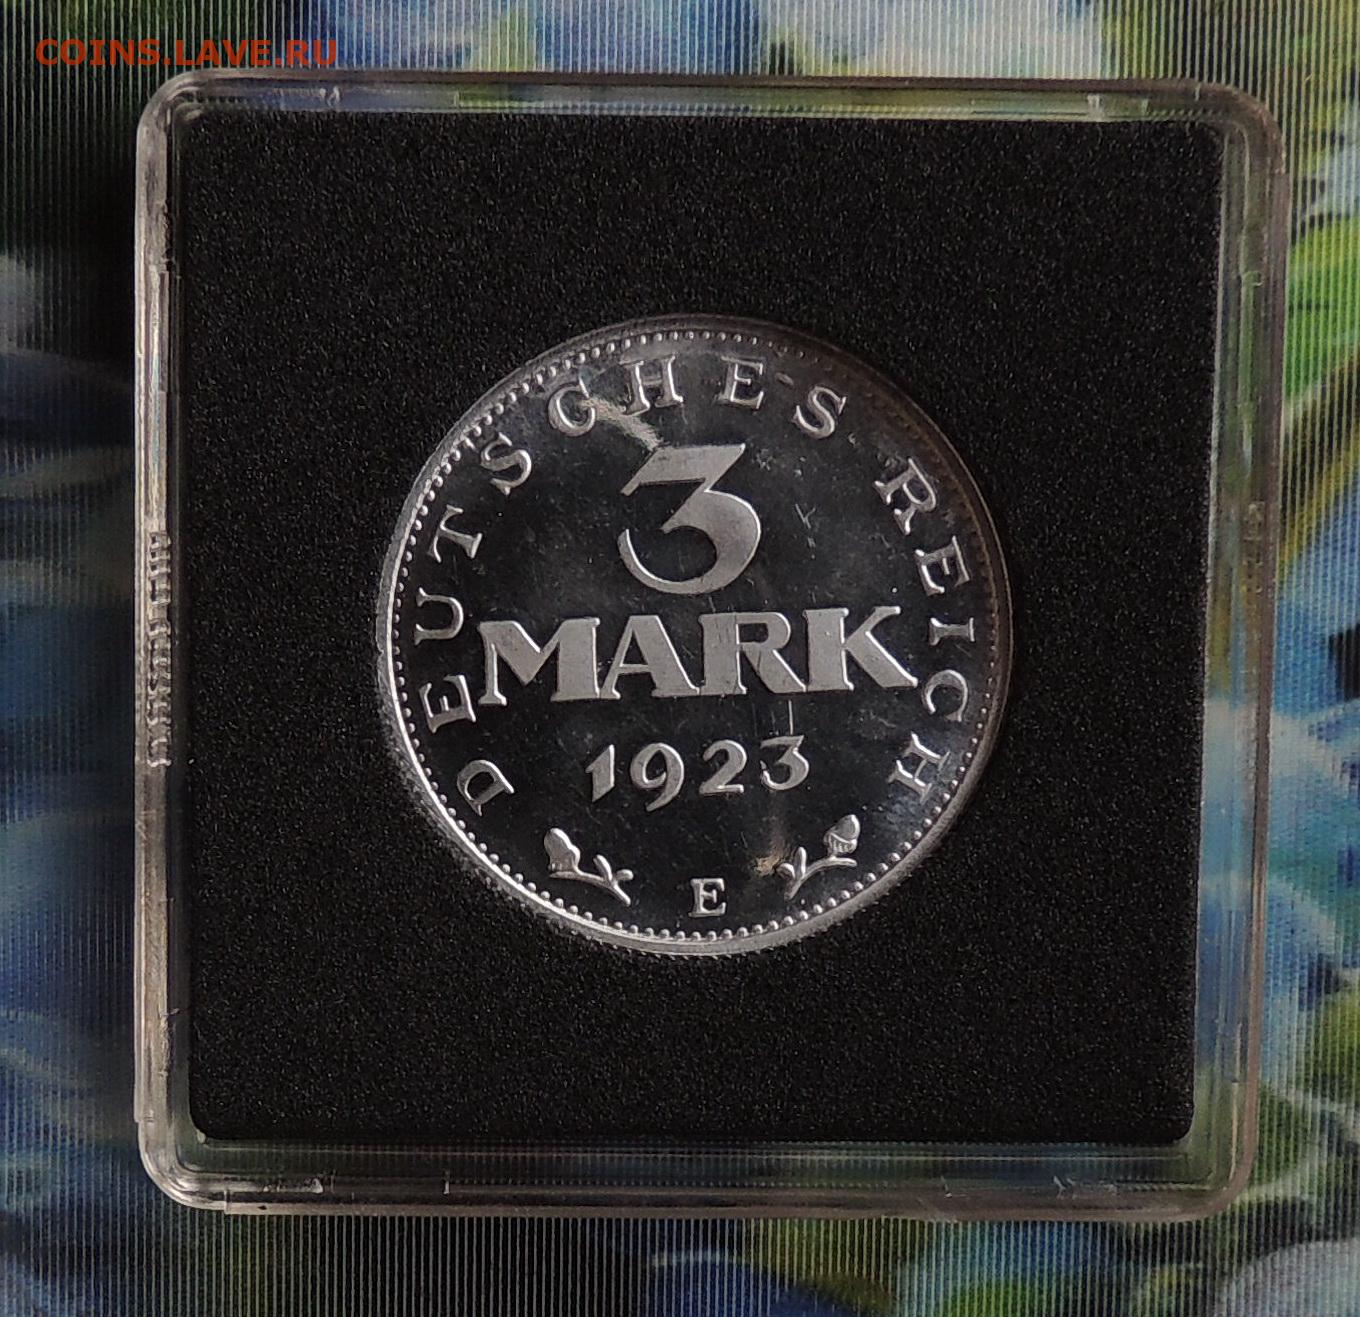 COINS.LAVE.RU
DEUTSCHES REICH
3
MARK
1923
E